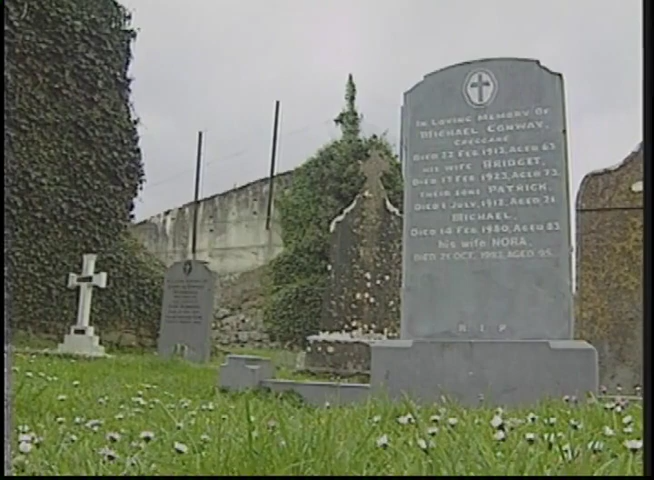 In Loving Memory Of
Michael Conway,
Creggane
Died 22 Feb. 1912, Aged 63
his wife Bridget,
Died 17 Feb 1923, Aged 73,
their sons Patrick,
Died 1 July, 1912, Aged 21
Michael,
Died 14 Feb. 1980, Aged 83
his wife Nora,
Died 21 Oct. 1993, Aged 95.
R I P